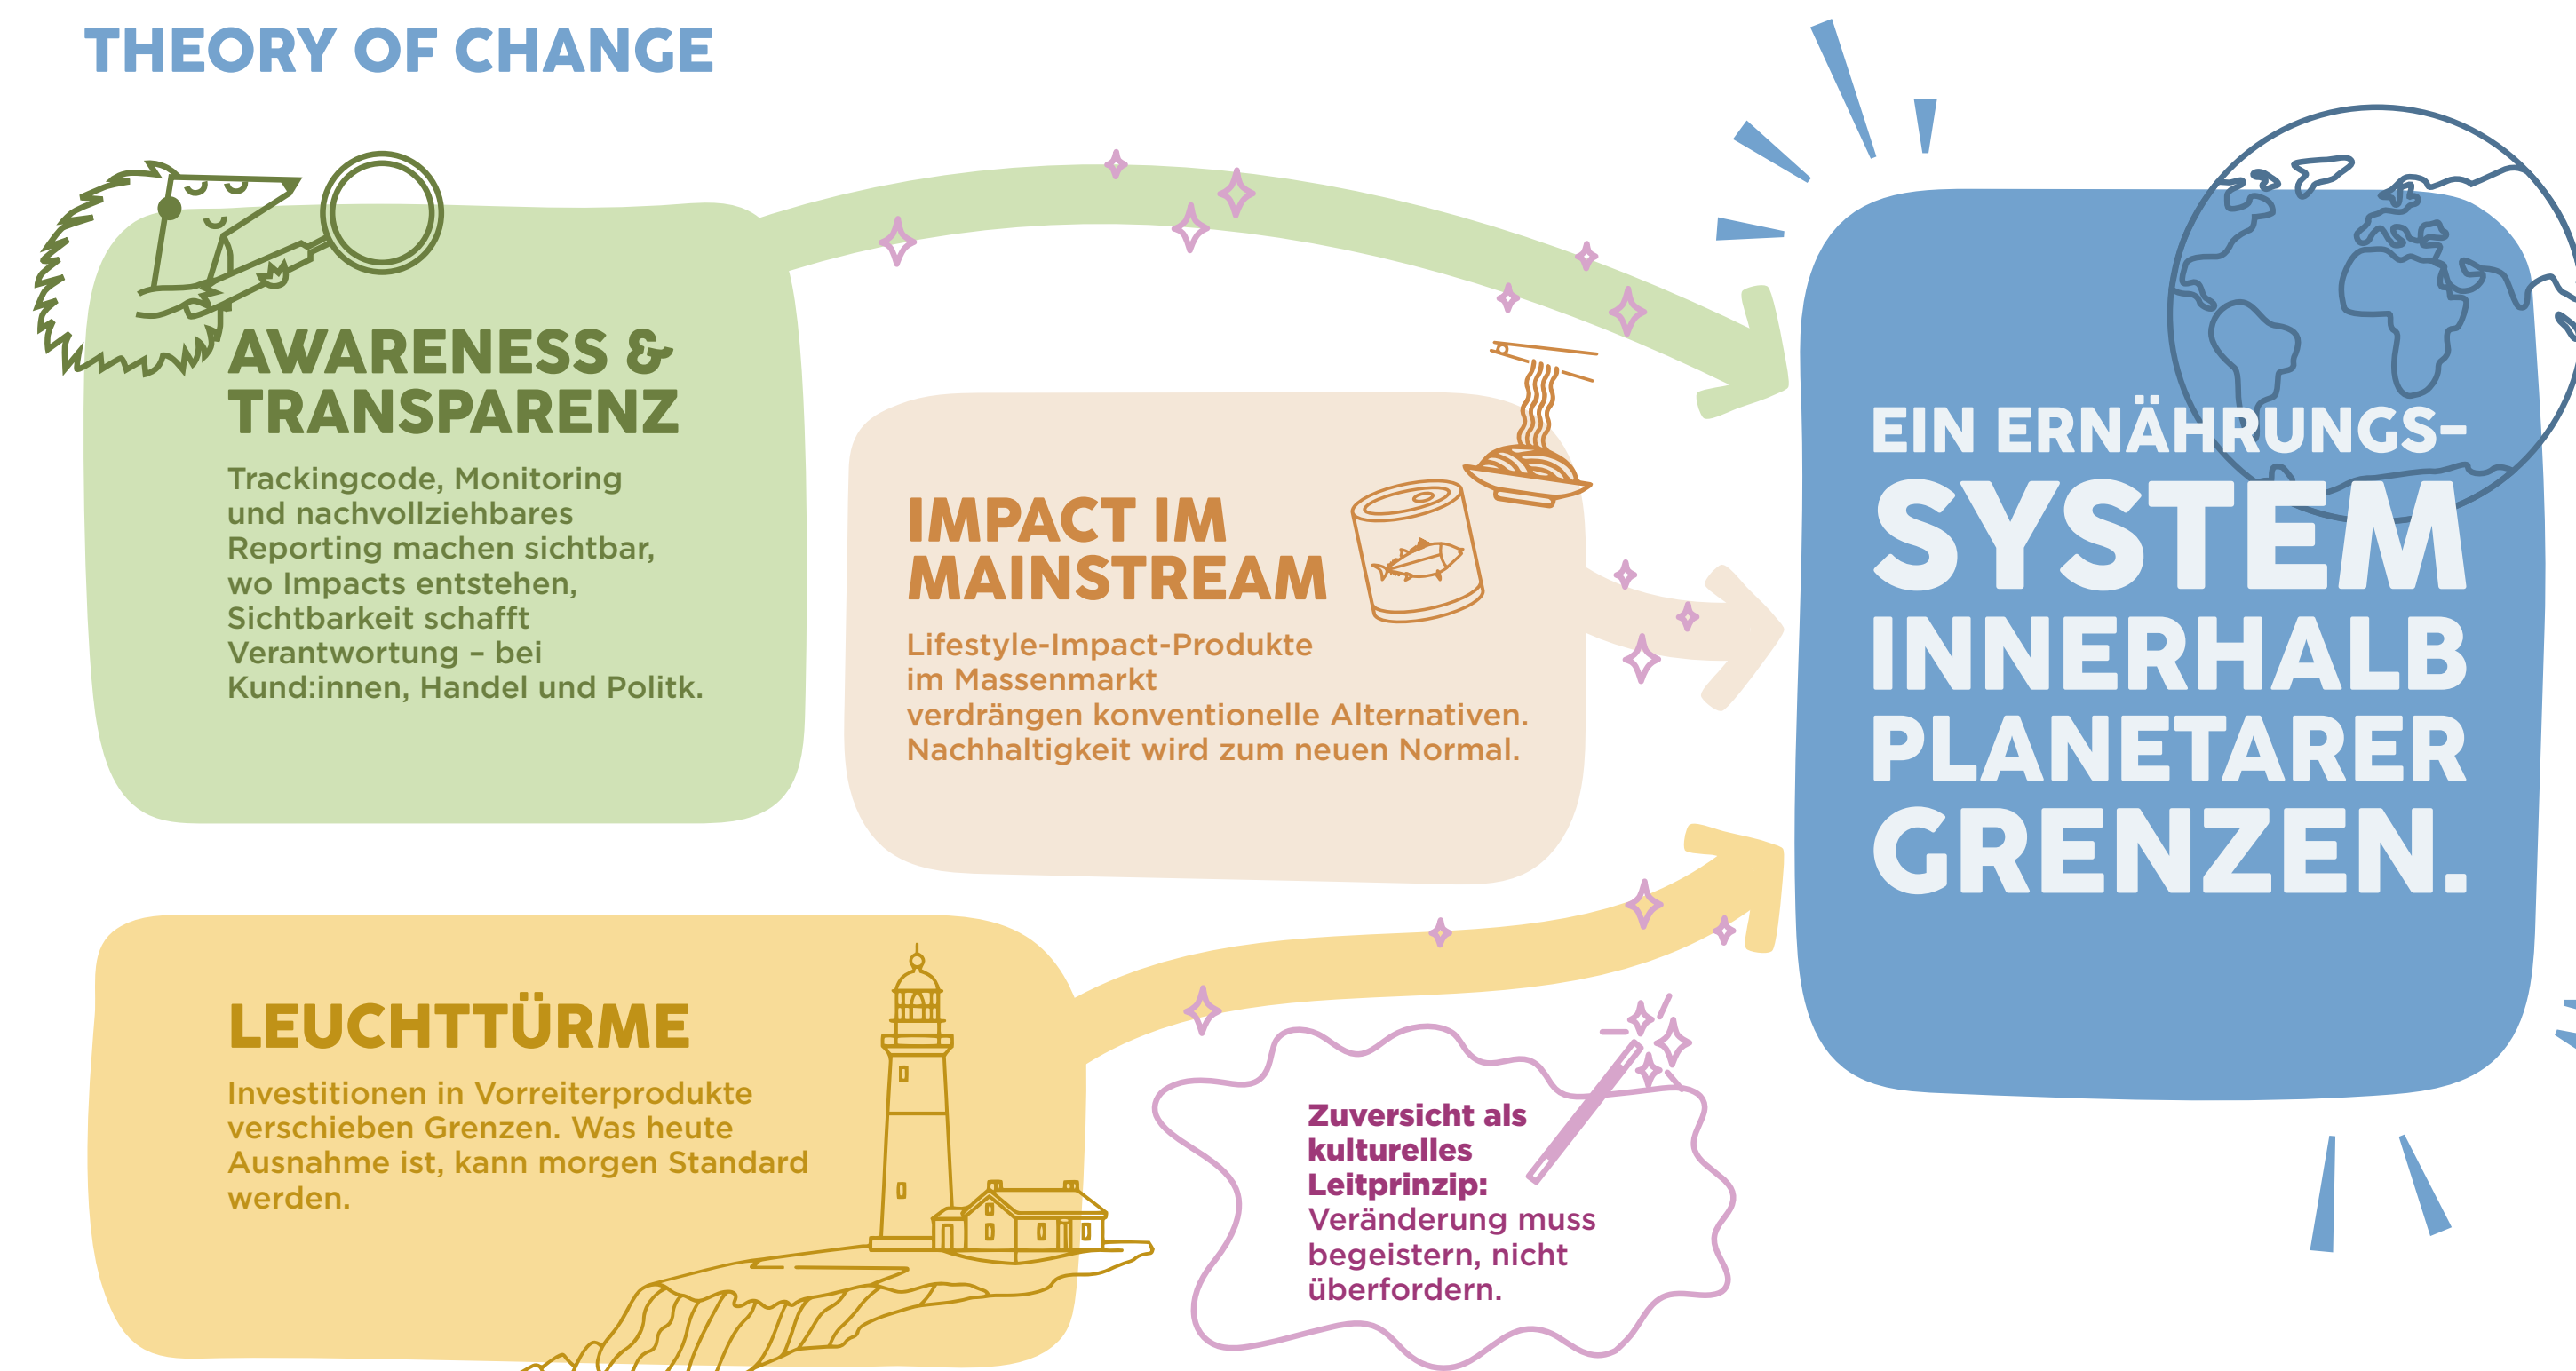 THEORY OF CHANGE
AWARENESS &
TRANSPARENZ
Trackingcode, Monitoring
und nachvollziehbares
Reporting machen sichtbar,
wo Impacts entstehen,
Sichtbarkeit schafft
Verantwortung – bei
Kund:innen, Handel und Politk.
IMPACT IM
MAINSTREAM
Lifestyle-Impact-Produkte
im Massenmarkt
verdrängen konventionelle Alternativen.
Nachhaltigkeit wird zum neuen Normal.
LEUCHTTÜRME
Investitionen in Vorreiterprodukte
verschieben Grenzen. Was heute
Ausnahme ist, kann morgen Standard
werden.
Zuversicht als
kulturelles
Leitprinzip:
Veränderung muss
begeistern, nicht
überfordern.
EIN ERNÄHRUNGS-
SYSTEM
INNERHALB
PLANETARER
GRENZEN.